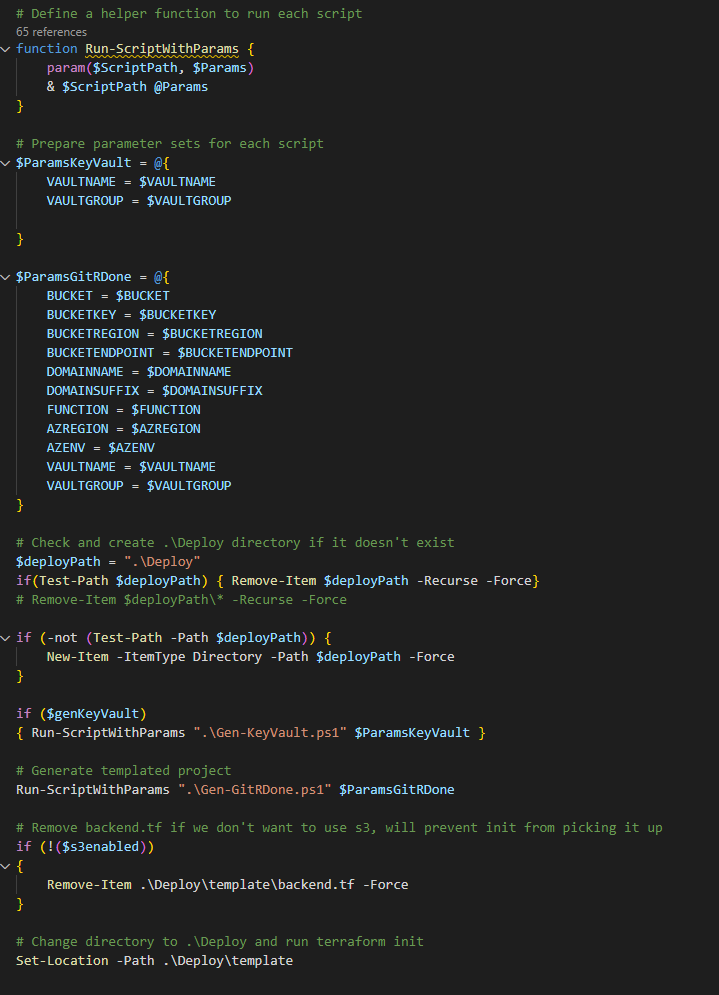 # Define a helper function to run each script
65 references
function Run-ScriptWithParams {
    param($ScriptPath, $Params)
    & $ScriptPath @Params
}
# Prepare parameter sets for each script
$ParamsKeyVault = @{
    VAULTNAME = $VAULTNAME
    VAULTGROUP = $VAULTGROUP
}
$ParamsGitRDone = @{
    BUCKET = $BUCKET
    BUCKETKEY = $BUCKETKEY
    BUCKETREGION = $BUCKETREGION
    BUCKETENDPOINT = $BUCKETENDPOINT
    DOMAINNAME = $DOMAINNAME
    DOMAINSUFFIX = $DOMAINSUFFIX
    FUNCTION = $FUNCTION
    AZREGION = $AZREGION
    AZENV = $AZENV
    VAULTNAME = $VAULTNAME
    VAULTGROUP = $VAULTGROUP
}
# Check and create .\Deploy directory if it doesn't exist
$deployPath = ".\Deploy"
if(Test-Path $deployPath) { Remove-Item $deployPath -Recurse -Force}
# Remove-Item $deployPath\* -Recurse -Force
if (-not (Test-Path -Path $deployPath)) {
    New-Item -ItemType Directory -Path $deployPath -Force
}
if ($genKeyVault)
{ Run-ScriptWithParams ".\Gen-KeyVault.ps1" $ParamsKeyVault }
# Generate templated project
Run-ScriptWithParams ".\Gen-GitRDone.ps1" $ParamsGitRDone
# Remove backend.tf if we don't want to use s3, will prevent init from picking it up
if (!($s3enabled))
{
    Remove-Item .\Deploy\template\backend.tf -Force
}
# Change directory to .\Deploy and run terraform init
Set-Location -Path .\Deploy\template